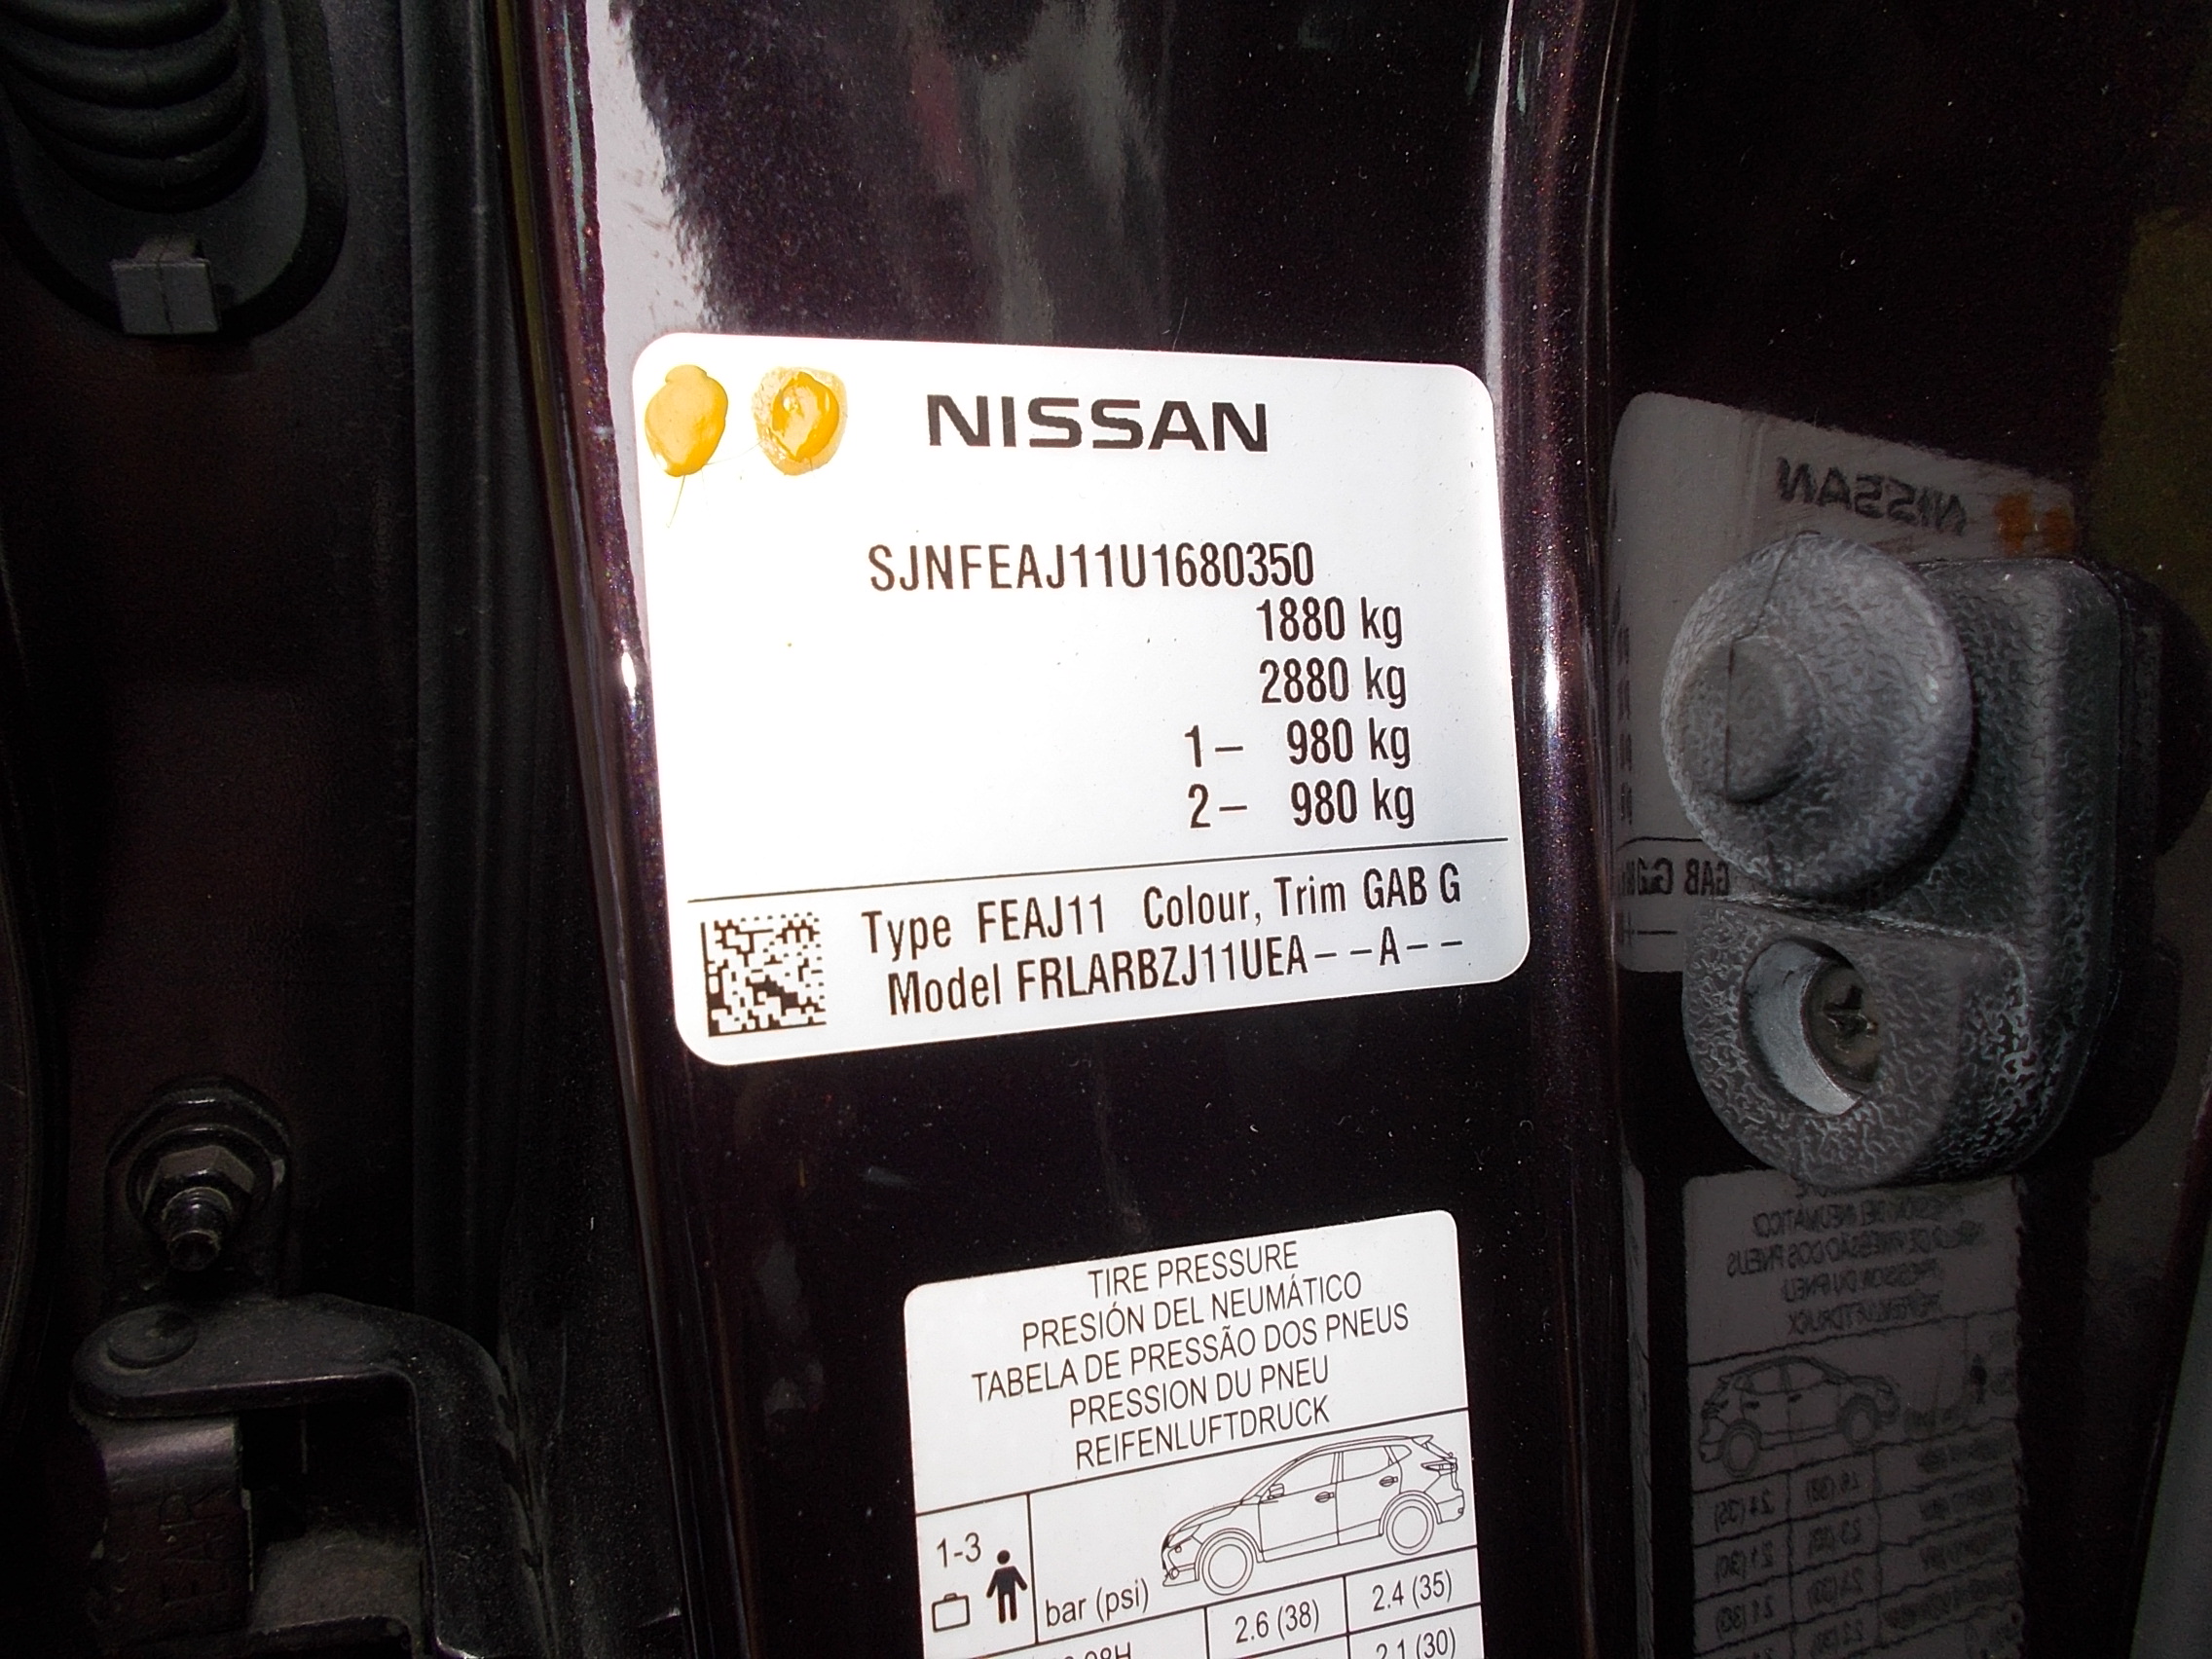 NISSAN
SJNFEAJ11U1680350
1880 kg
2880 kg
1– 980 kg
2– 980 kg
Type FEAJ11 Colour, Trim GAB G
Model FRLARBZJ11UEA– –A– –
TIRE PRESSURE
PRESIÓN DEL NEUMÁTICO
TABELA DE PRESSÃO DOS PNEUS
PRESSION DU PNEU
REIFENLUFTDRUCK
1-3
bar (psi) 2.6 (38) 2.4 (35)
2.1 (30)